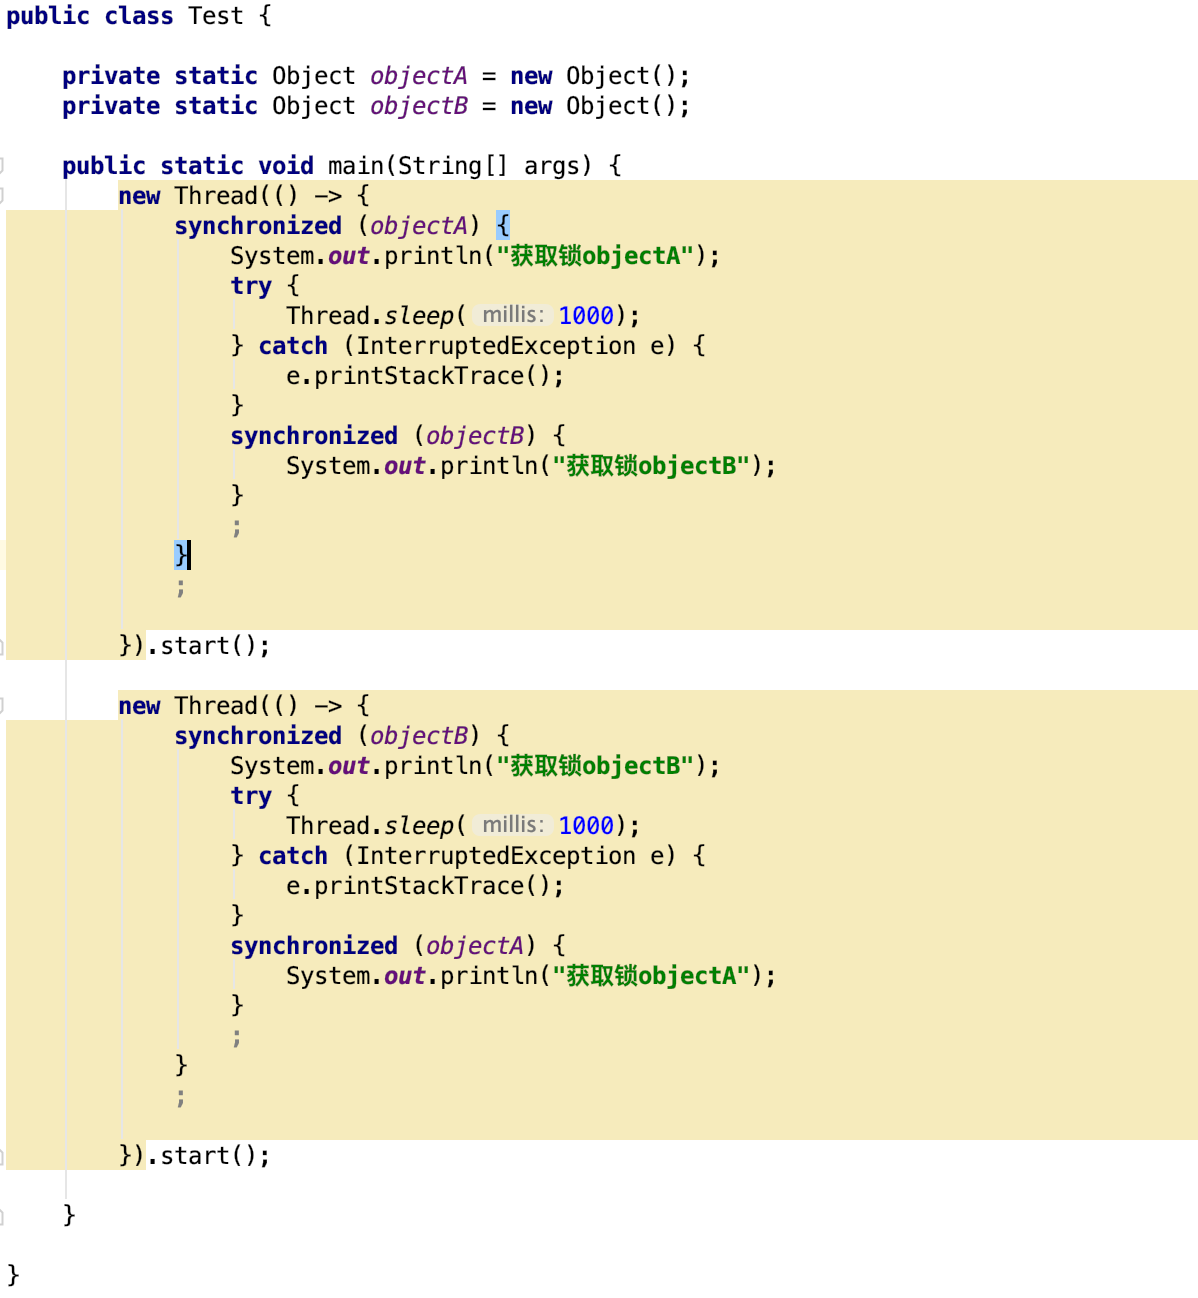 public class Test {
    private static Object objectA = new Object();
    private static Object objectB = new Object();
    public static void main(String[] args) {
        new Thread(() -> {
            synchronized (objectA) {
                System.out.println("获取锁objectA");
                try {
                    Thread.sleep( millis: 1000);
                } catch (InterruptedException e) {
                    e.printStackTrace();
                }
                synchronized (objectB) {
                    System.out.println("获取锁objectB");
                }
                ;
            }
            ;
        }).start();
        new Thread(() -> {
            synchronized (objectB) {
                System.out.println("获取锁objectB");
                try {
                    Thread.sleep( millis: 1000);
                } catch (InterruptedException e) {
                    e.printStackTrace();
                }
                synchronized (objectA) {
                    System.out.println("获取锁objectA");
                }
                ;
            }
            ;
        }).start();
    }
}